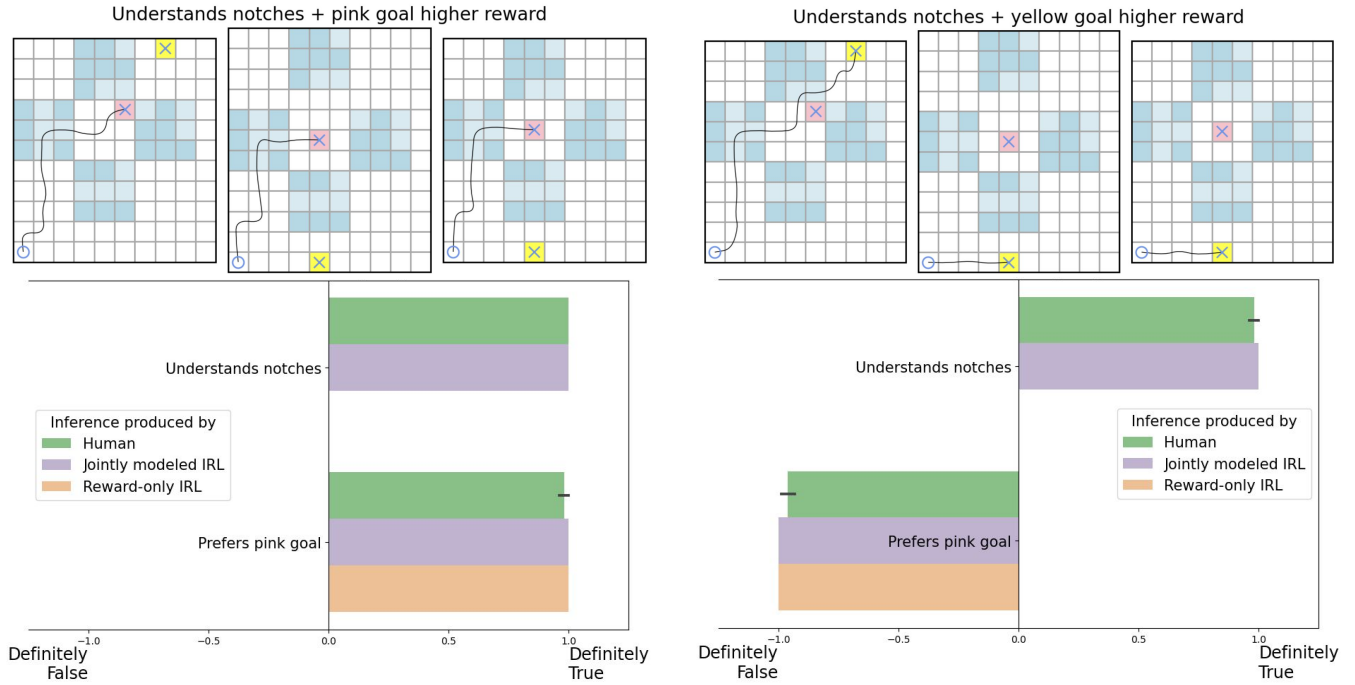 Understands notches + pink goal higher reward
Understands notches
Inference produced by
Human
Jointly modeled IRL
Reward-only IRL
Prefers pink goal
−1.0 −0.5 0.0 0.5 1.0
Definitely
False
Definitely
True
Understands notches + yellow goal higher reward
Understands notches
Inference produced by
Human
Jointly modeled IRL
Reward-only IRL
Prefers pink goal
−1.0 −0.5 0.0 0.5 1.0
Definitely
False
Definitely
True